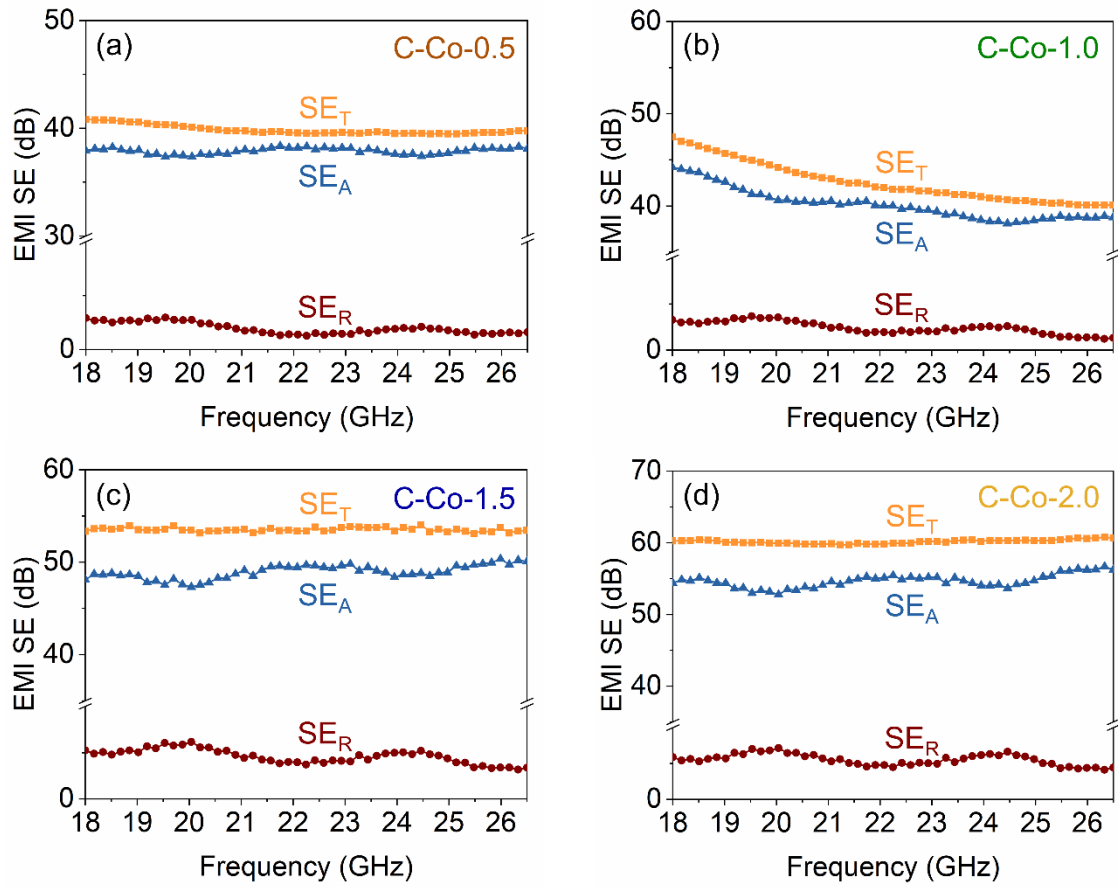 (a)
C-Co-0.5
EMI SE (dB)
50
40
30
0
SE_T
SE_A
SE_R
18 19 20 21 22 23 24 25 26
Frequency (GHz)
(b)
C-Co-1.0
EMI SE (dB)
60
50
40
0
SE_T
SE_A
SE_R
18 19 20 21 22 23 24 25 26
Frequency (GHz)
(c)
C-Co-1.5
EMI SE (dB)
60
50
40
0
SE_T
SE_A
SE_R
18 19 20 21 22 23 24 25 26
Frequency (GHz)
(d)
C-Co-2.0
EMI SE (dB)
70
60
50
40
0
SE_T
SE_A
SE_R
18 19 20 21 22 23 24 25 26
Frequency (GHz)